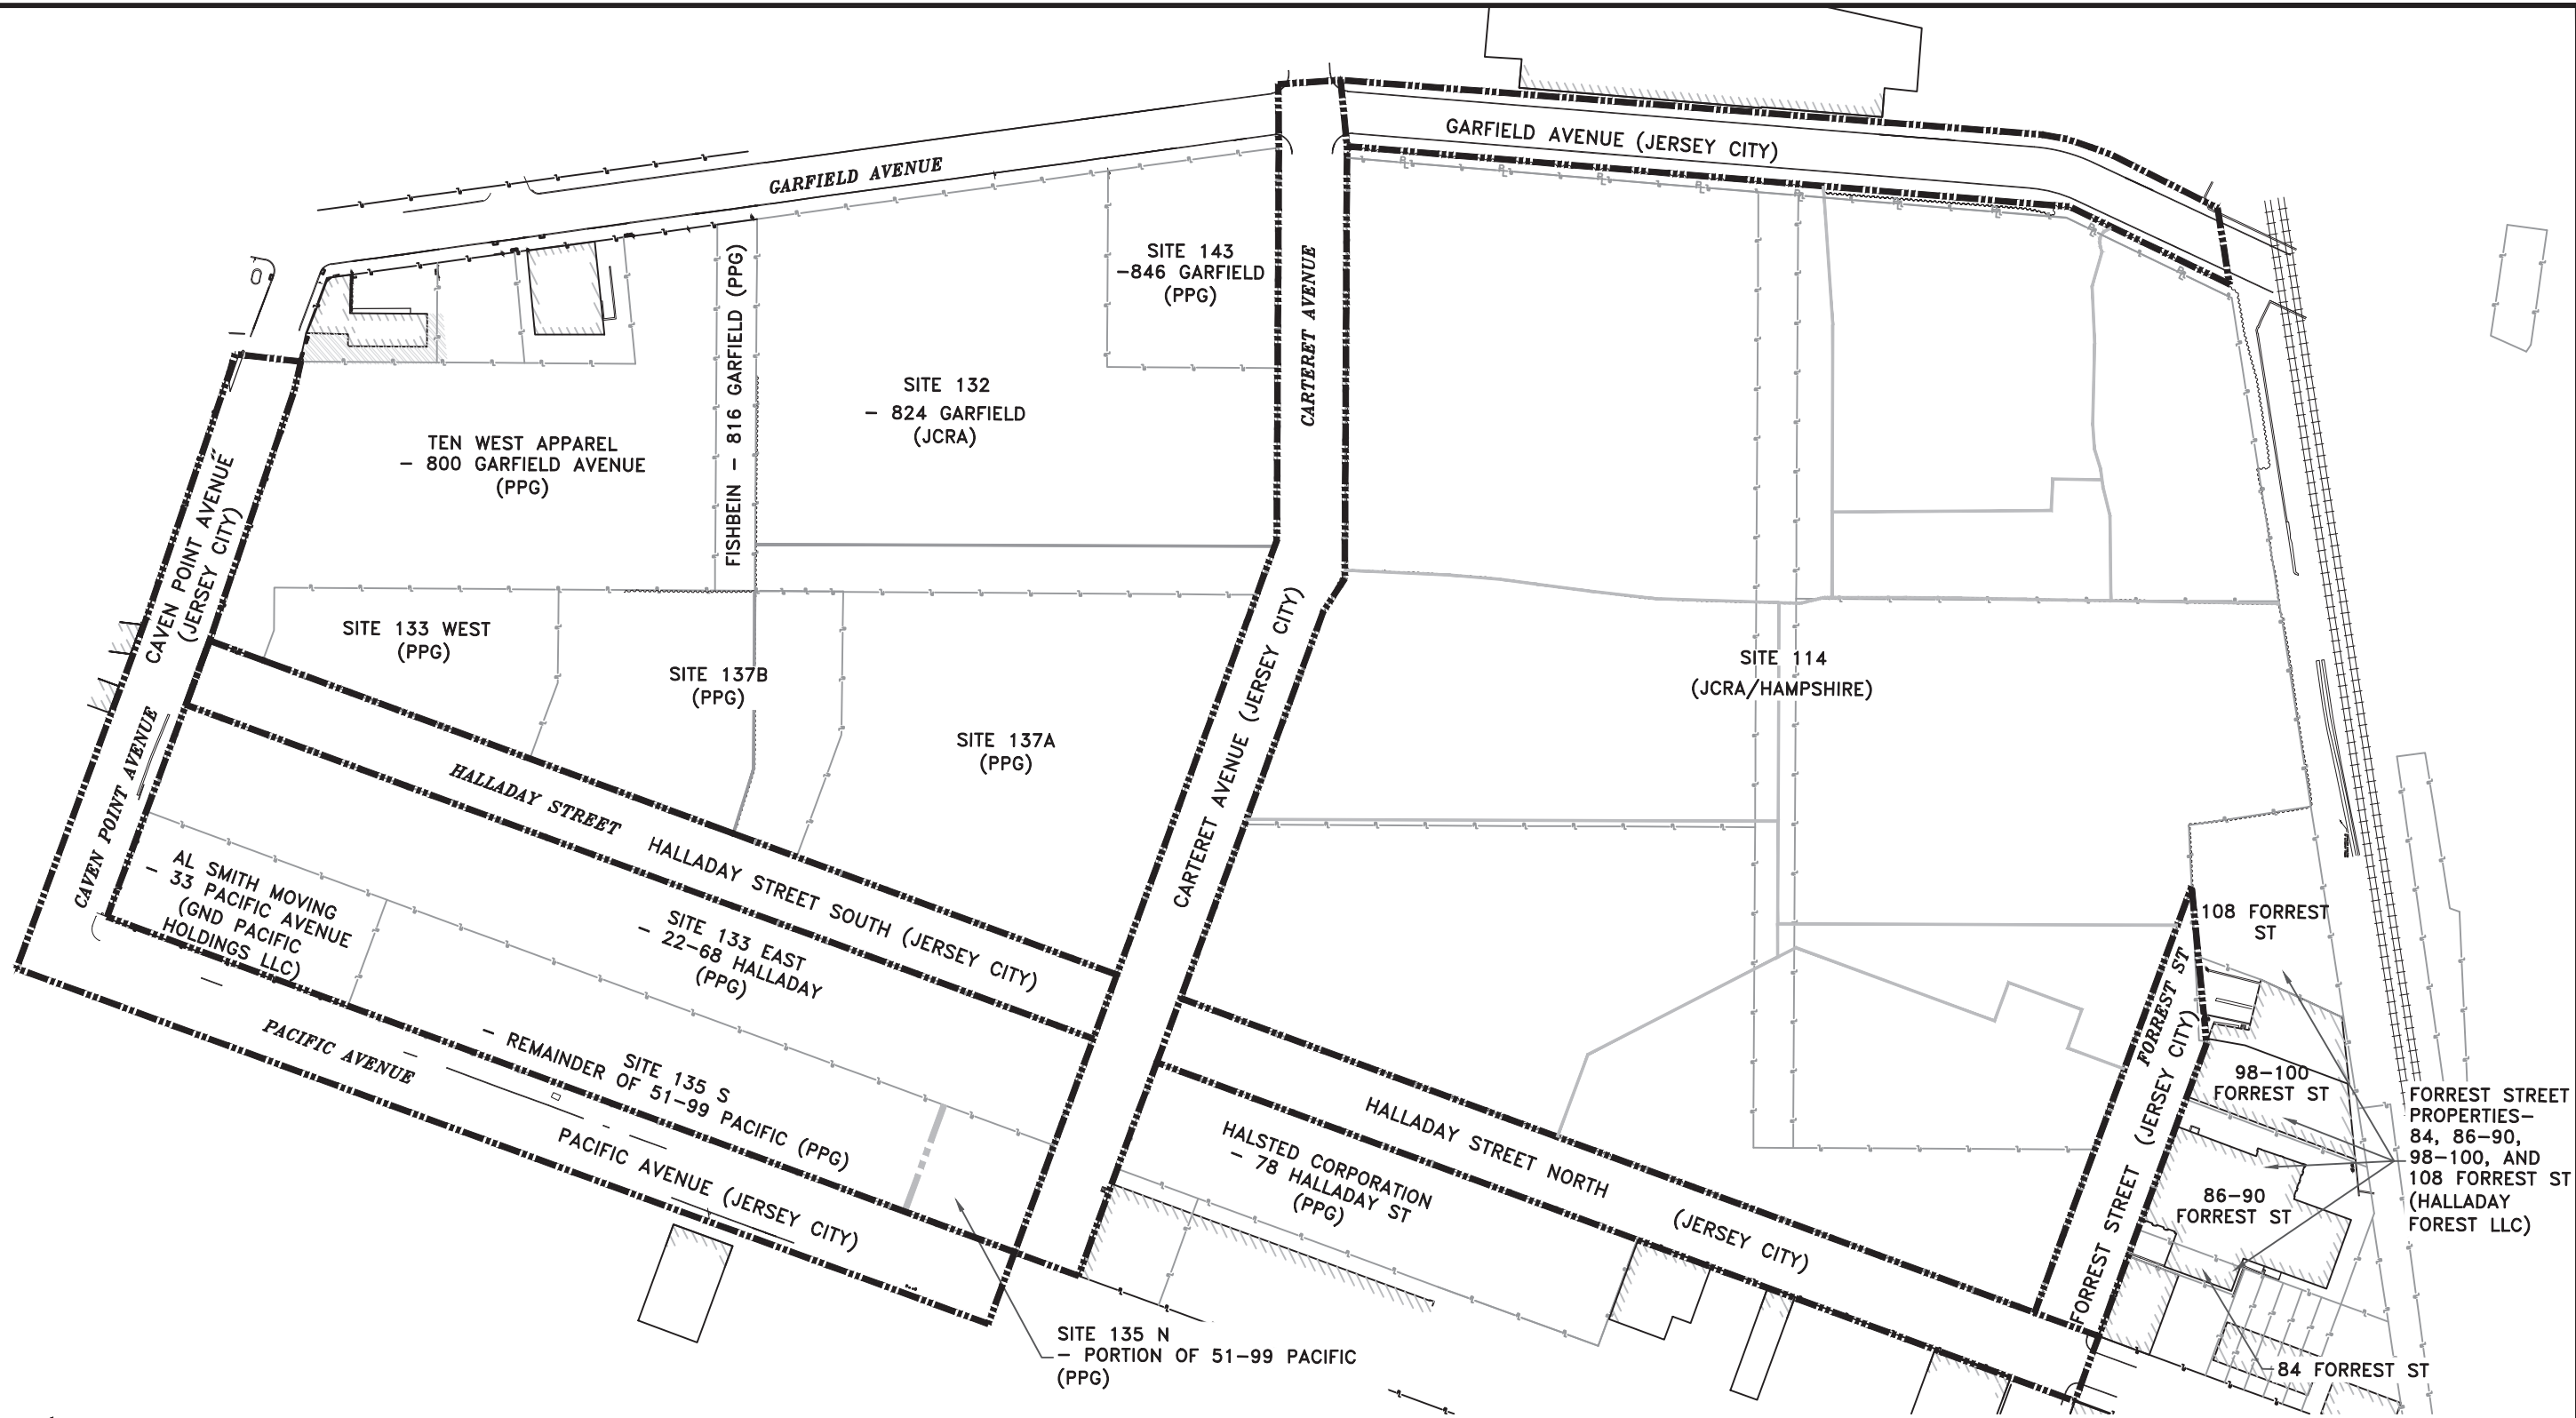 GARFIELD AVENUE (JERSEY CITY)
GARFIELD AVENUE
SITE 143
-846 GARFIELD
(PPG)
CARTERET AVENUE
FISHBEIN - 816 GARFIELD (PPG)
SITE 132
- 824 GARFIELD
(JCRA)
TEN WEST APPAREL
- 800 GARFIELD AVENUE
(PPG)
CAVEN POINT AVENUE
(JERSEY CITY)
SITE 133 WEST
(PPG)
SITE 137B
(PPG)
SITE 137A
(PPG)
CARTERET AVENUE (JERSEY CITY)
SITE 114
(JCRA/HAMPSHIRE)
CAVEN POINT AVENUE
HALLADAY STREET
HALLADAY STREET SOUTH (JERSEY CITY)
AL SMITH MOVING
- 33 PACIFIC AVENUE
(GND PACIFIC
HOLDINGS LLC)
SITE 133 EAST
- 22-68 HALLADAY
(PPG)
PACIFIC AVENUE
SITE 135 S
- REMAINDER OF 51-99 PACIFIC (PPG)
PACIFIC AVENUE (JERSEY CITY)
SITE 135 N
- PORTION OF 51-99 PACIFIC
(PPG)
HALLADAY STREET NORTH
(JERSEY CITY)
HALSTED CORPORATION
- 78 HALLADAY ST
(PPG)
FORREST ST
FORREST STREET (JERSEY CITY)
108 FORREST
ST
98-100
FORREST ST
86-90
FORREST ST
FORREST STREET
PROPERTIES-
84, 86-90,
98-100, AND
108 FORREST ST
(HALLADAY
FOREST LLC)
84 FORREST ST